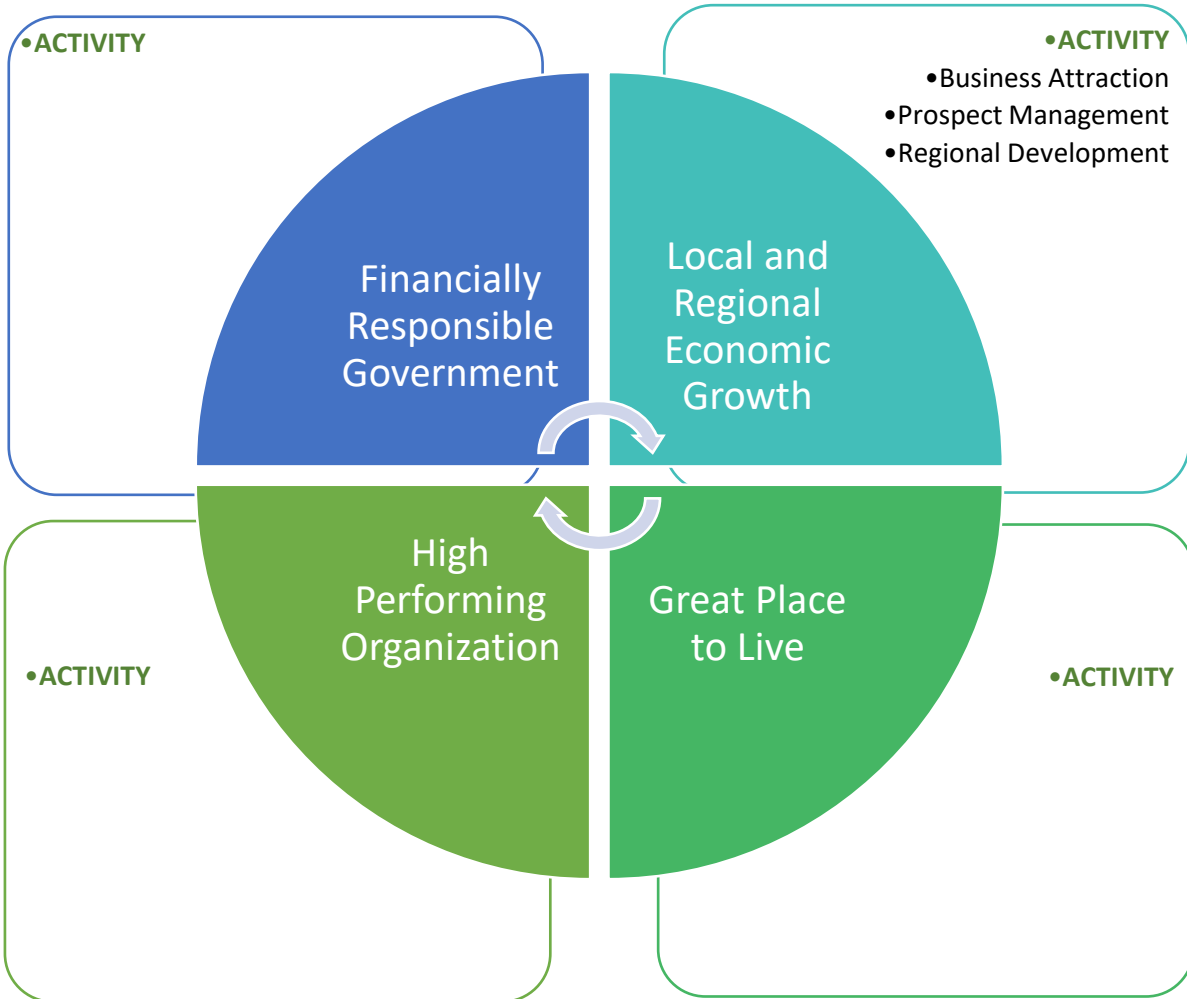 •ACTIVITY
•ACTIVITY
•Business Attraction
•Prospect Management
•Regional Development
Financially
Responsible
Government
Local and
Regional
Economic
Growth
High
Performing
Organization
Great Place
to Live
•ACTIVITY
•ACTIVITY